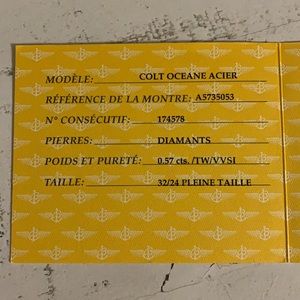 MODÈLE: COLT OCEANE ACIER
RÉFÉRENCE DE LA MONTRE: A5735053
N° CONSÉCUTIF: 174578
PIERRES: DIAMANTS
POIDS ET PURETÉ: 0.57 cts. /TW/VVSI
TAILLE: 32/24 PLEINE TAILLE